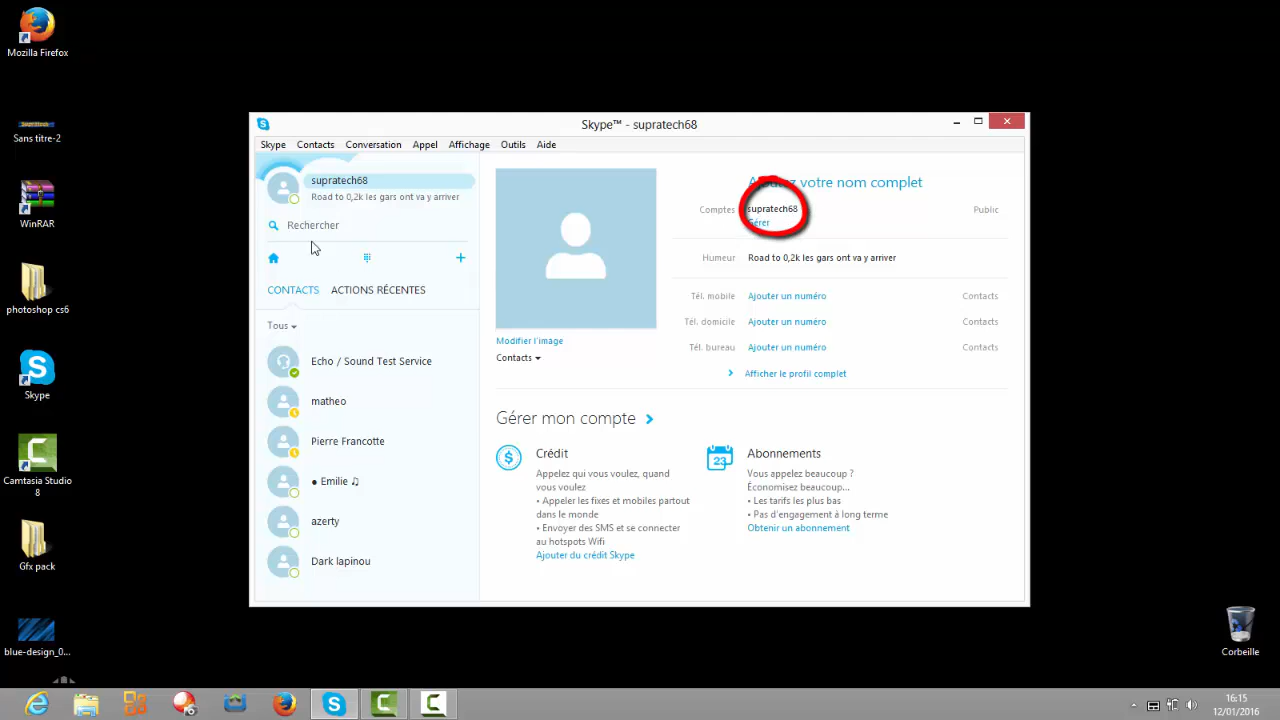 Mozilla Firefox
Sans titre-2
WinRAR
photoshop cs6
Skype
Camtasia Studio
8
Gfx pack
blue-design_0...
Skype™ - supratech68
Skype Contacts Conversation Appel Affichage Outils Aide
supratech68
Road to 0,2k les gars ont va y arriver
Rechercher
CONTACTS ACTIONS RÉCENTES
Tous
Echo / Sound Test Service
matheo
Pierre Francotte
● Emilie ♫
azerty
Dark lapinou
Modifier l'image
Contacts
Ajoutez votre nom complet
Comptes supratech68 Public
Gérer
Humeur Road to 0,2k les gars ont va y arriver
Tél. mobile Ajouter un numéro Contacts
Tél. domicile Ajouter un numéro Contacts
Tél. bureau Ajouter un numéro Contacts
Afficher le profil complet
Gérer mon compte
Crédit
Appelez qui vous voulez, quand
vous voulez
• Appeler les fixes et mobiles partout
dans le monde
• Envoyer des SMS et se connecter
au hotspots Wifi
Ajouter du crédit Skype
23
Abonnements
Vous appelez beaucoup ?
Économisez beaucoup...
• Les tarifs les plus bas
• Pas d'engagement à long terme
Obtenir un abonnement
Corbeille
16:15
12/01/2016